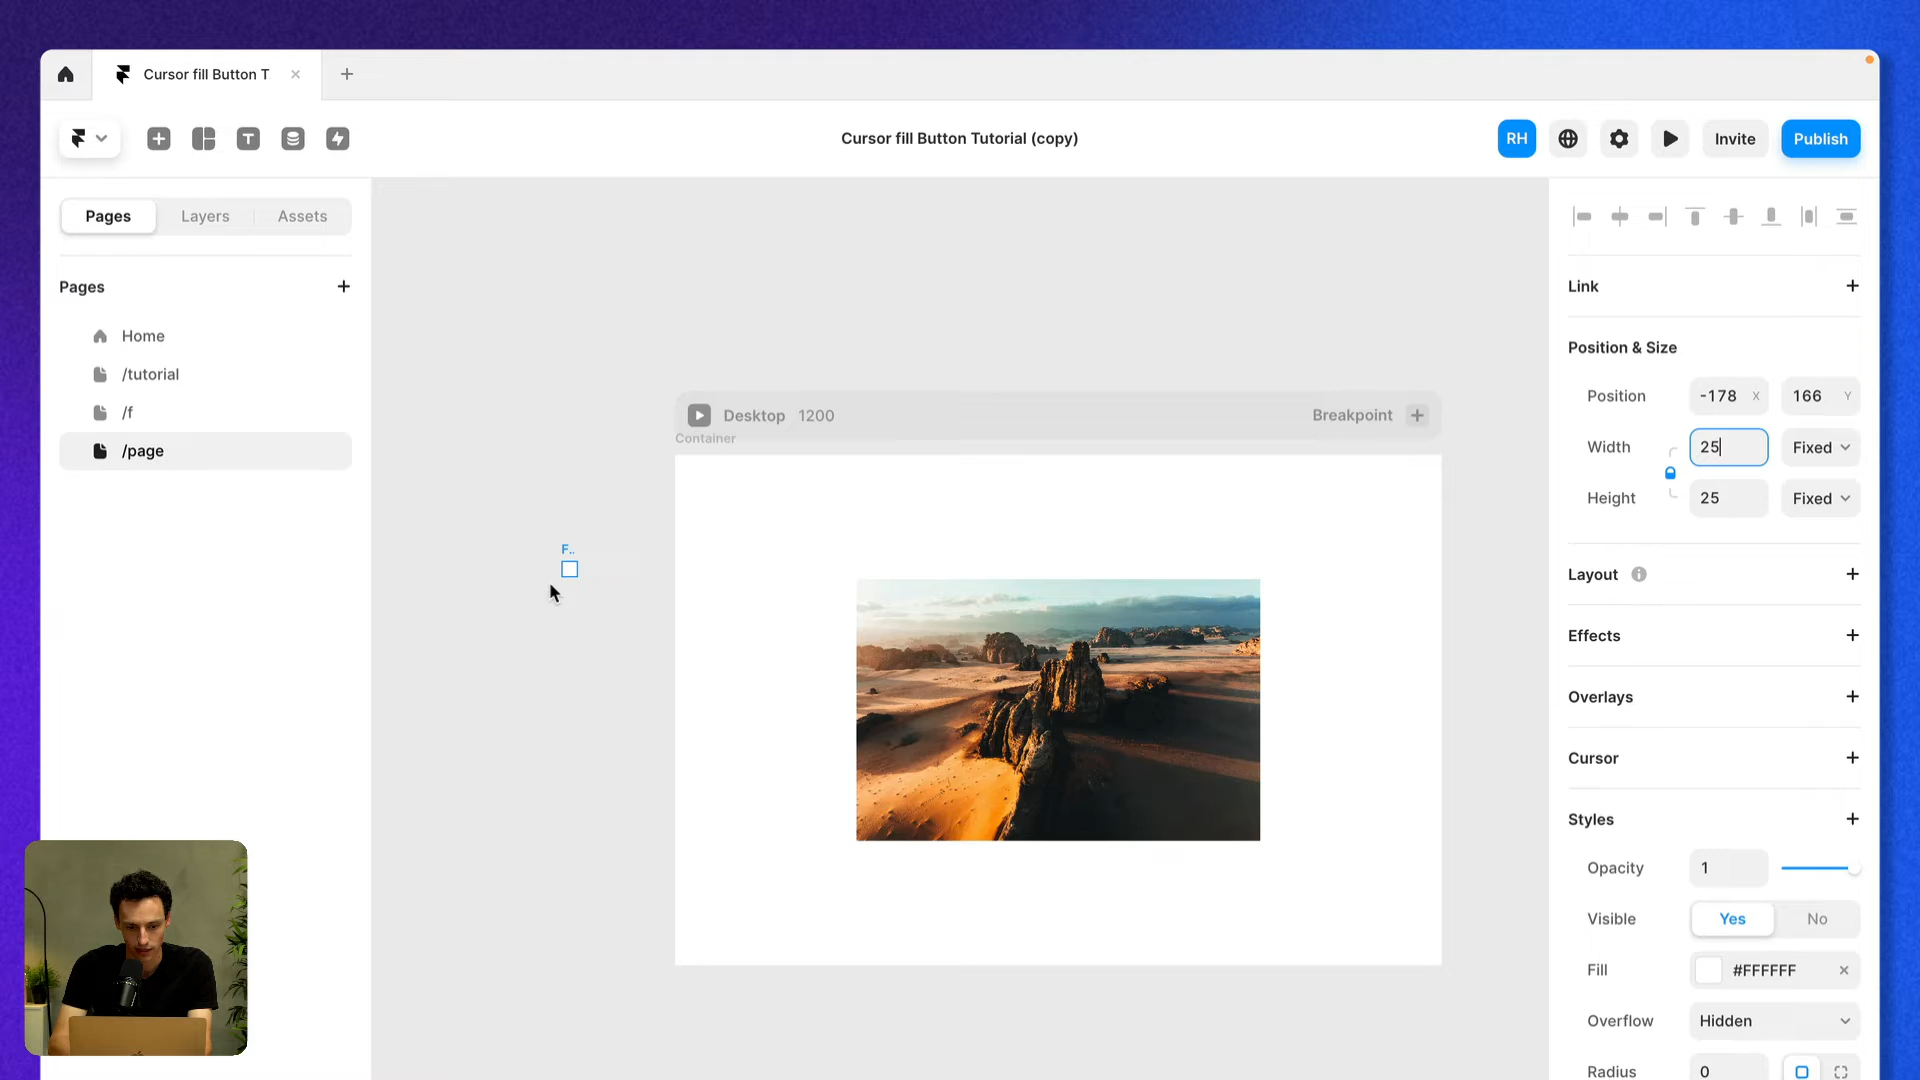 Cursor fill Button T
Cursor fill Button Tutorial (copy)
RH
Invite
Publish
Pages
Layers
Assets
Pages
Home
/tutorial
/f
/page
Desktop 1200
Breakpoint
Container
F..
Link
Position & Size
Position
-178 X
166 Y
Width
25
Fixed
Height
25
Fixed
Layout
Effects
Overlays
Cursor
Styles
Opacity
1
Visible
Yes
No
Fill
#FFFFFF
Overflow
Hidden
Radius
0